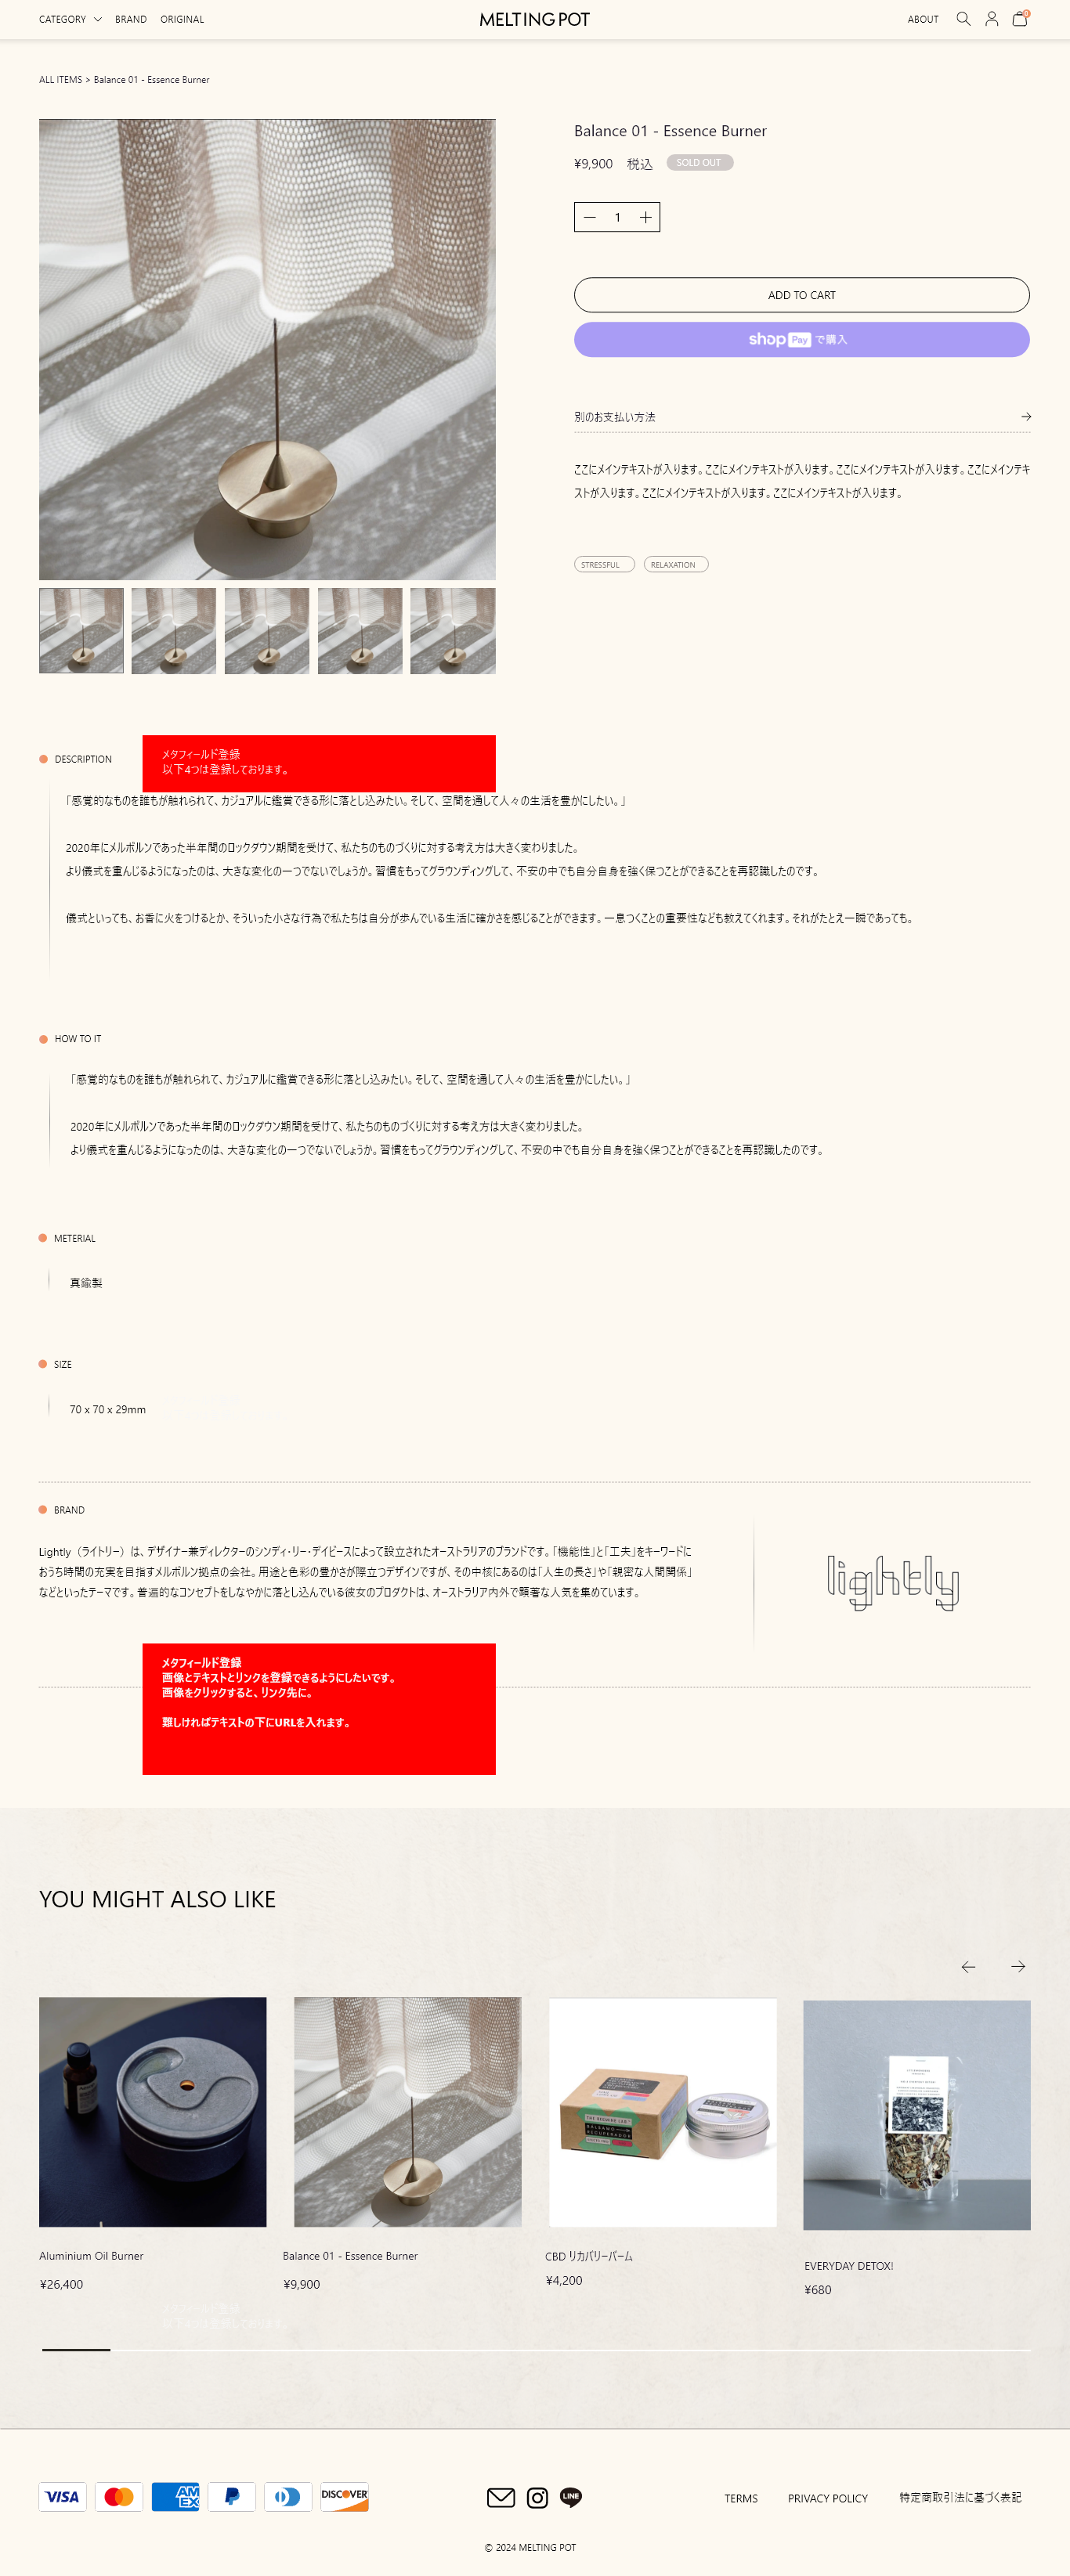 CATEGORY BRAND ORIGINAL MELTING POT ABOUT 0
ALL ITEMS > Balance 01 - Essence Burner
Balance 01 - Essence Burner
¥9,900 税込 SOLD OUT
1
ADD TO CART
shop Pay で購入
別のお支払い方法
ここにメインテキストが入ります。ここにメインテキストが入ります。ここにメインテキストが入ります。ここにメインテキ
ストが入ります。ここにメインテキストが入ります。ここにメインテキストが入ります。
STRESSFUL RELAXATION
DESCRIPTION
メタフィールド登録
以下4つは登録しております。
「感覚的なものを誰もが触れられて、カジュアルに鑑賞できる形に落とし込みたい。そして、空間を通して人々の生活を豊かにしたい。」
2020年にメルボルンであった半年間のロックダウン期間を受けて、私たちのものづくりに対する考え方は大きく変わりました。
より儀式を重んじるようになったのは、大きな変化の一つでないでしょうか。習慣をもってグラウンディングして、不安の中でも自分自身を強く保つことができることを再認識したのです。
儀式といっても、お香に火をつけるとか、そういった小さな行為で私たちは自分が歩んでいる生活に確かさを感じることができます。一息つくことの重要性なども教えてくれます。それがたとえ一瞬であっても。
HOW TO IT
「感覚的なものを誰もが触れられて、カジュアルに鑑賞できる形に落とし込みたい。そして、空間を通して人々の生活を豊かにしたい。」
2020年にメルボルンであった半年間のロックダウン期間を受けて、私たちのものづくりに対する考え方は大きく変わりました。
より儀式を重んじるようになったのは、大きな変化の一つでないでしょうか。習慣をもってグラウンディングして、不安の中でも自分自身を強く保つことができることを再認識したのです。
METERIAL
真鍮製
SIZE
70 x 70 x 29mm
BRAND
Lightly（ライトリー）は、デザイナー兼ディレクターのシンディ・リー・デイビースによって設立されたオーストラリアのブランドです。「機能性」と「工夫」をキーワードに
おうち時間の充実を目指すメルボルン拠点の会社。用途と色彩の豊かさが際立つデザインですが、その中核にあるのは「人生の長さ」や「親密な人間関係」
などといったテーマです。普遍的なコンセプトをしなやかに落とし込んでいる彼女のプロダクトは、オーストラリア内外で顕著な人気を集めています。
lightly
メタフィールド登録
画像とテキストとリンクを登録できるようにしたいです。
画像をクリックすると、リンク先に。
難しければテキストの下にURLを入れます。
YOU MIGHT ALSO LIKE
Aluminium Oil Burner
¥26,400
Balance 01 - Essence Burner
¥9,900
CBD リカバリーバーム
¥4,200
EVERYDAY DETOX!
¥680
メタフィールド登録
以下4つは登録しております。
VISA AMEX DISCOVER LINE TERMS PRIVACY POLICY 特定商取引法に基づく表記
© 2024 MELTING POT